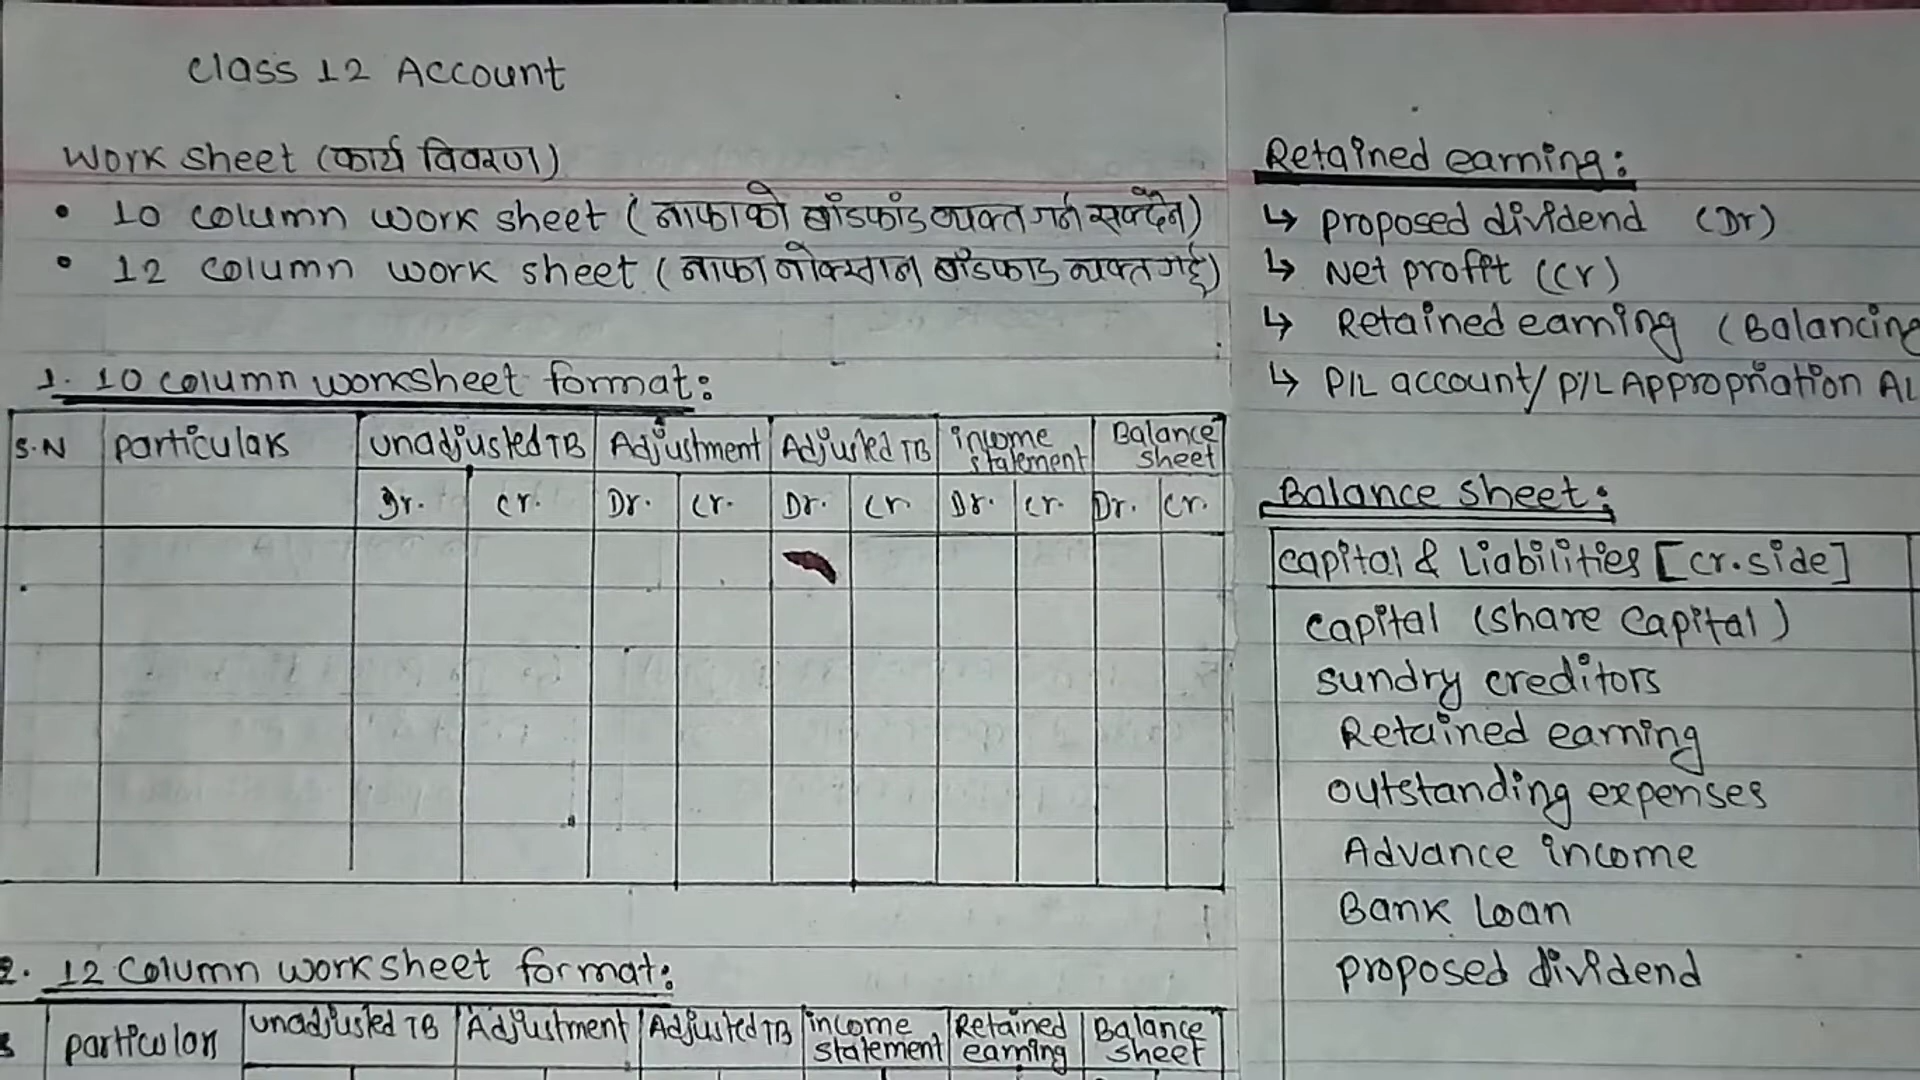 Class 12 Account
Work sheet (कार्य विवरण)
• 10 column work sheet (नाफाको बाँडफाँड व्यक्त गर्न सक्दैन)
• 12 column work sheet (नाफा नोक्सान बाँडफाड व्यक्त गर्छ)
1. 10 column worksheet format:
S.N particulars unadjusted TB Adjustment Adjusted TB income statement Balance sheet
Dr. Cr. Dr. Cr. Dr. Cr. Dr. Cr. Dr. Cr.
2. 12 Column work sheet format:
particulars unadjusted TB Adjustment Adjusted TB income statement Retained earning Balance sheet
Retained earning:
↳ proposed dividend (Dr)
↳ Net profit (Cr)
↳ Retained earning (Balancing
↳ P/L account/ P/L Appropriation
Balance sheet:
Capital & Liabilities [Cr. side]
Capital (share Capital)
sundry creditors
Retained earning
outstanding expenses
Advance income
Bank Loan
proposed dividend